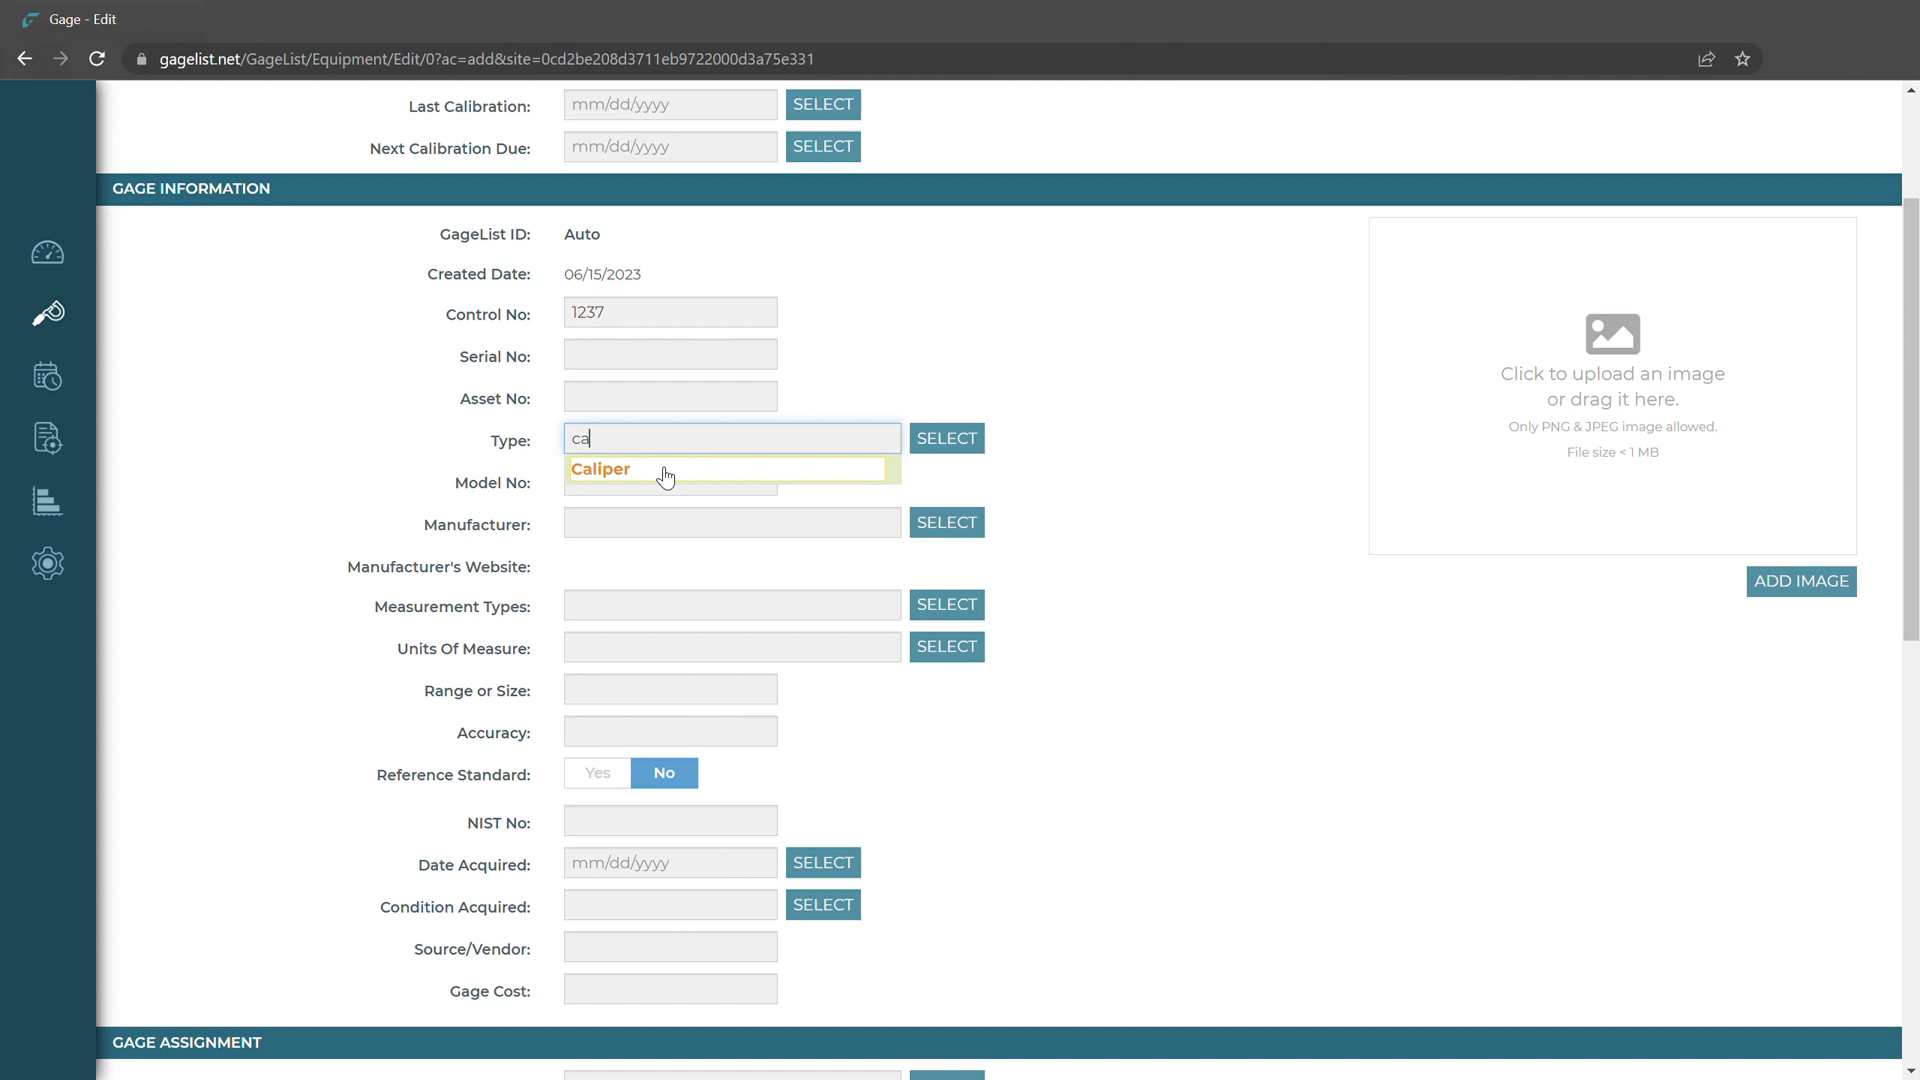 Gage - Edit
gagelist.net/GageList/Equipment/Edit/0?ac=add&site=0cd2be208d3711eb9722000d3a75e331
Last Calibration: mm/dd/yyyy SELECT
Next Calibration Due: mm/dd/yyyy SELECT
GAGE INFORMATION
GageList ID: Auto
Created Date: 06/15/2023
Control No: 1237
Serial No:
Asset No:
Type: ca SELECT
Caliper
Model No:
Manufacturer: SELECT
Manufacturer's Website:
Measurement Types: SELECT
Units Of Measure: SELECT
Range or Size:
Accuracy:
Reference Standard: Yes No
NIST No:
Date Acquired: mm/dd/yyyy SELECT
Condition Acquired: SELECT
Source/Vendor:
Gage Cost:
Click to upload an image
or drag it here.
Only PNG & JPEG image allowed.
File size < 1 MB
ADD IMAGE
GAGE ASSIGNMENT